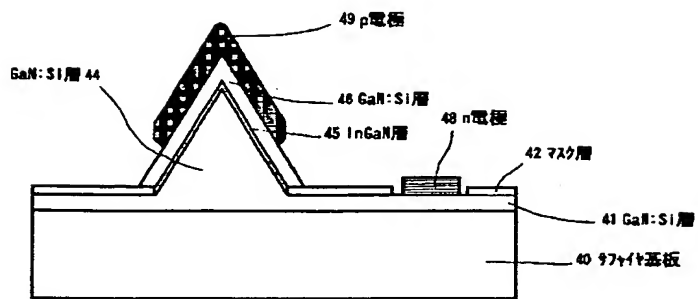 49 p電極
GaN:Si層 44
46 GaN:Si層
45 InGaN層
48 n電極
42 マスク層
41 GaN:Si層
40 サファイヤ基板